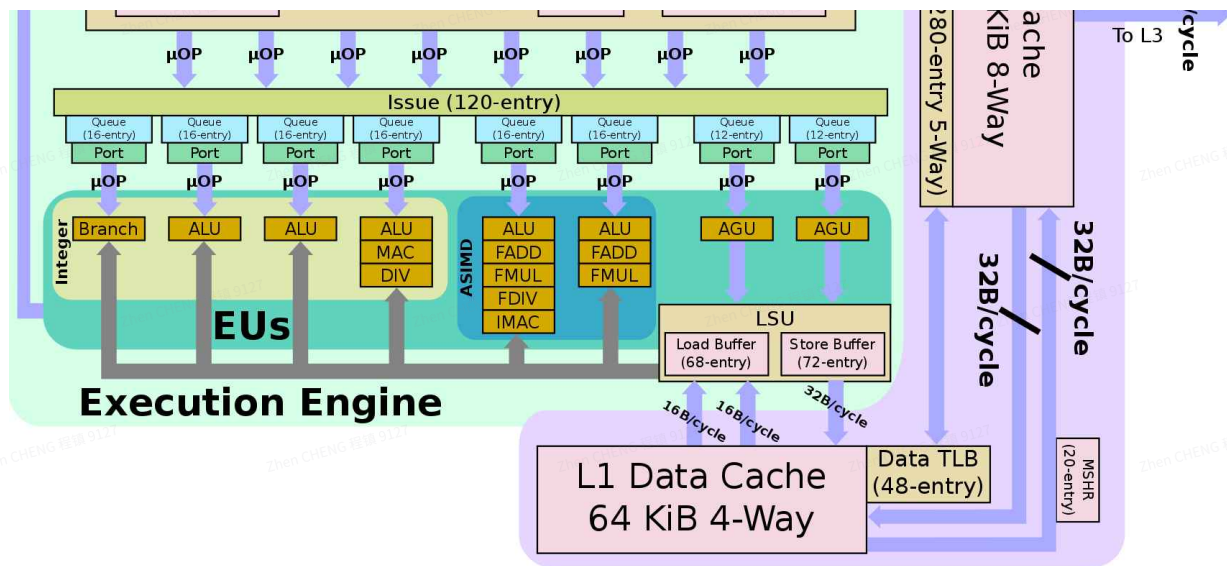 µOP µOP µOP µOP µOP µOP µOP µOP
Issue (120-entry)
Queue (16-entry) Port
Queue (16-entry) Port
Queue (16-entry) Port
Queue (16-entry) Port
Queue (16-entry) Port
Queue (16-entry) Port
Queue (12-entry) Port
Queue (12-entry) Port
µOP µOP µOP µOP µOP µOP µOP µOP
Integer
Branch
ALU
ALU
ALU
MAC
DIV
ASIMD
ALU
FADD
FMUL
FDIV
IMAC
ALU
FADD
FMUL
AGU
AGU
EUs
LSU
Load Buffer
(68-entry)
Store Buffer
(72-entry)
Execution Engine
16B/cycle
16B/cycle
32B/cycle
L1 Data Cache
64 KiB 4-Way
Data TLB
(48-entry)
280-entry 5-Way)
Cache
KiB 8-Way
To L3
/cycle
32B/cycle
32B/cycle
MSHR
(20-entry)
Zhen CHENG 程镇 9127